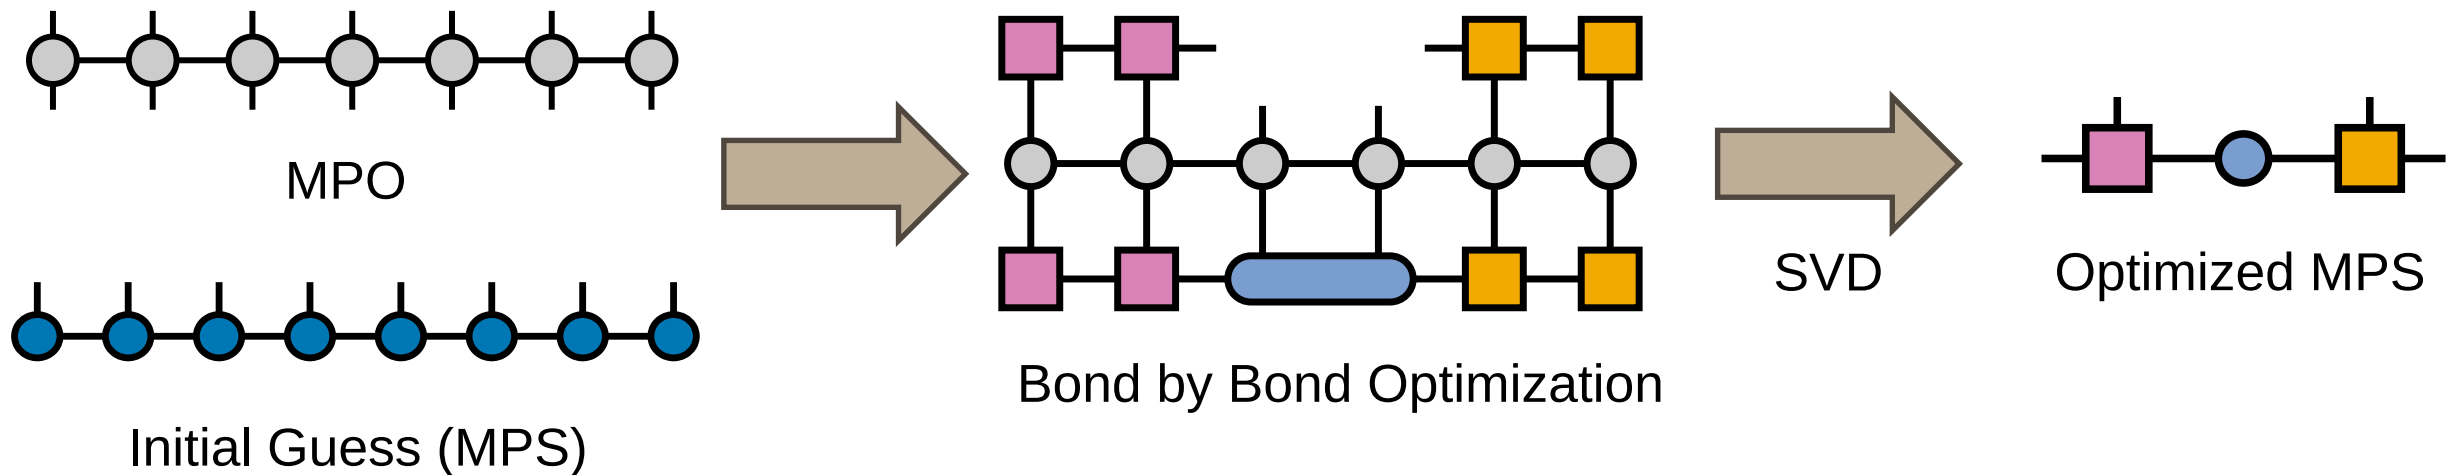 MPO
Initial Guess (MPS)
Bond by Bond Optimization
SVD
Optimized MPS